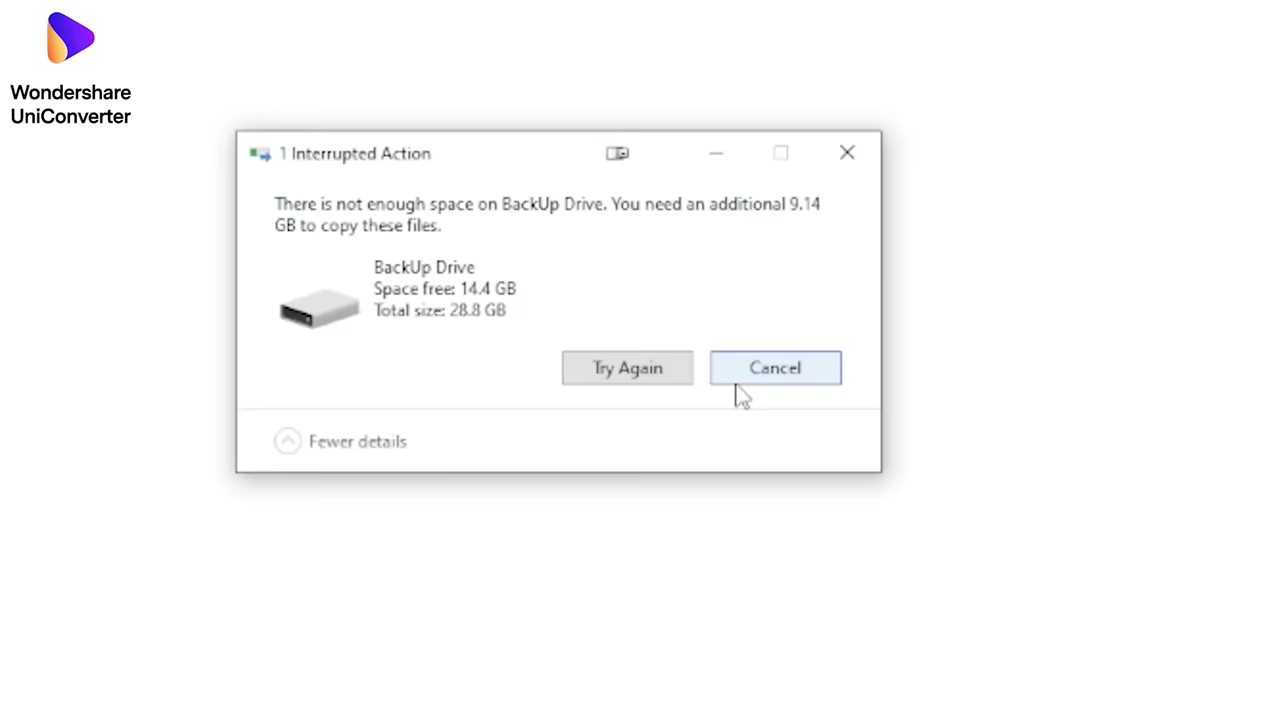 Wondershare
UniConverter
1 Interrupted Action
There is not enough space on BackUp Drive. You need an additional 9.14
GB to copy these files.
BackUp Drive
Space free: 14.4 GB
Total size: 28.8 GB
Try Again
Cancel
Fewer details